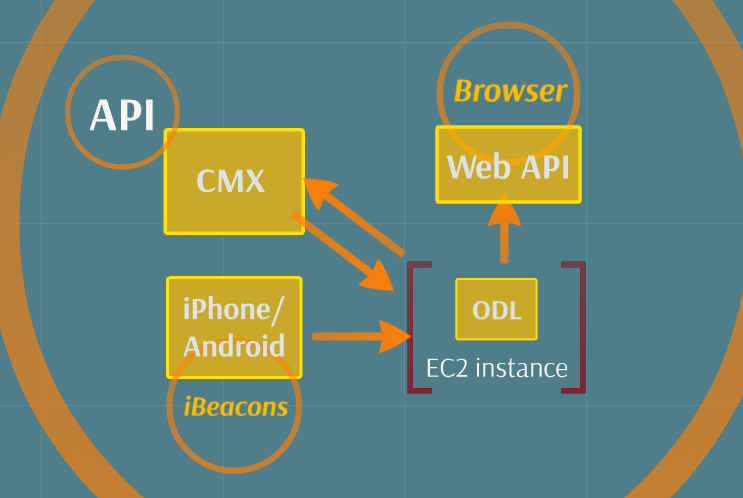 API
Browser
CMX
Web API
iPhone/
Android
ODL
EC2 instance
iBeacons